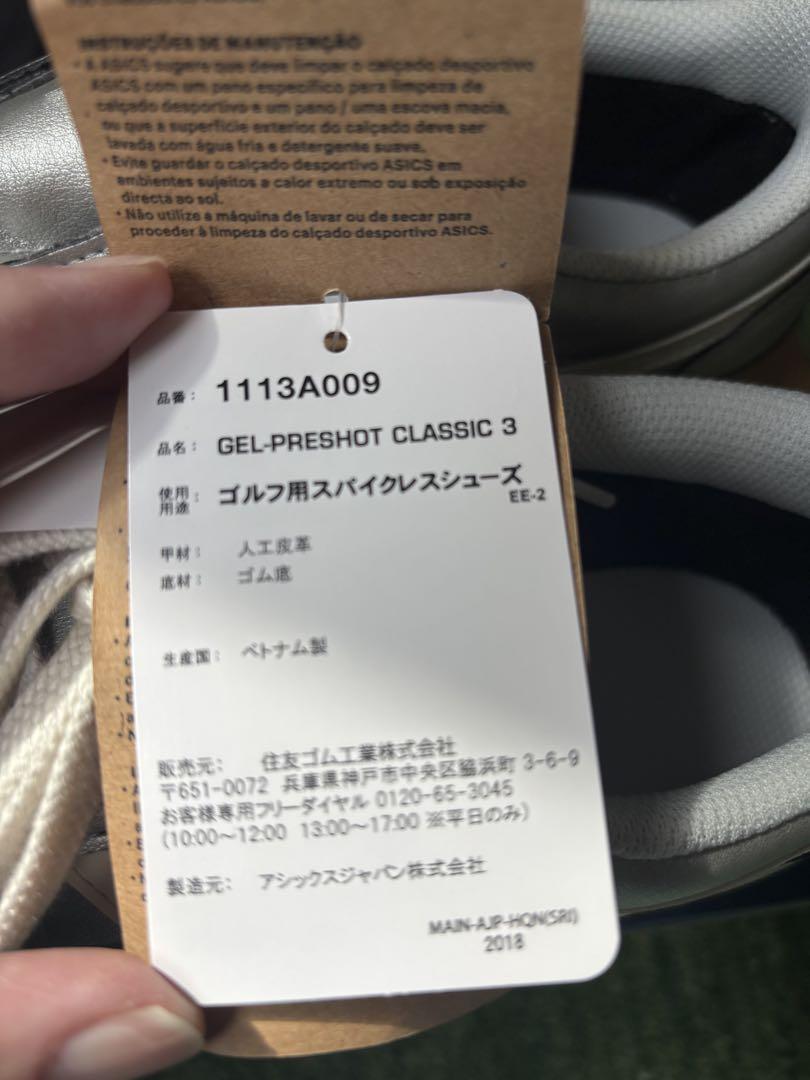 INSTRUÇÕES DE MANUTENÇÃO
• A ASICS sugere que deve limpar o calçado desportivo
ASICS com um pano específico para limpeza de
calçado desportivo e um pano / uma escova macia,
ou que a superfície exterior do calçado deve ser
lavada com água fria e detergente suave.
• Evite guardar o calçado desportivo ASICS em
ambientes sujeitos a calor extremo ou sob exposição
directa ao sol.
• Não utilize a máquina de lavar ou de secar para
proceder à limpeza do calçado desportivo ASICS.
品番: 1113A009
品名: GEL-PRESHOT CLASSIC 3
使用用途: ゴルフ用スパイクレスシューズ
EE-2
甲材: 人工皮革
底材: ゴム底
生産国: ベトナム製
販売元: 住友ゴム工業株式会社
〒651-0072 兵庫県神戸市中央区脇浜町 3-6-9
お客様専用フリーダイヤル 0120-65-3045
(10:00～12:00 13:00～17:00 ※平日のみ)
製造元: アシックスジャパン株式会社
MAIN-AJP-HQN(SRI)
2018